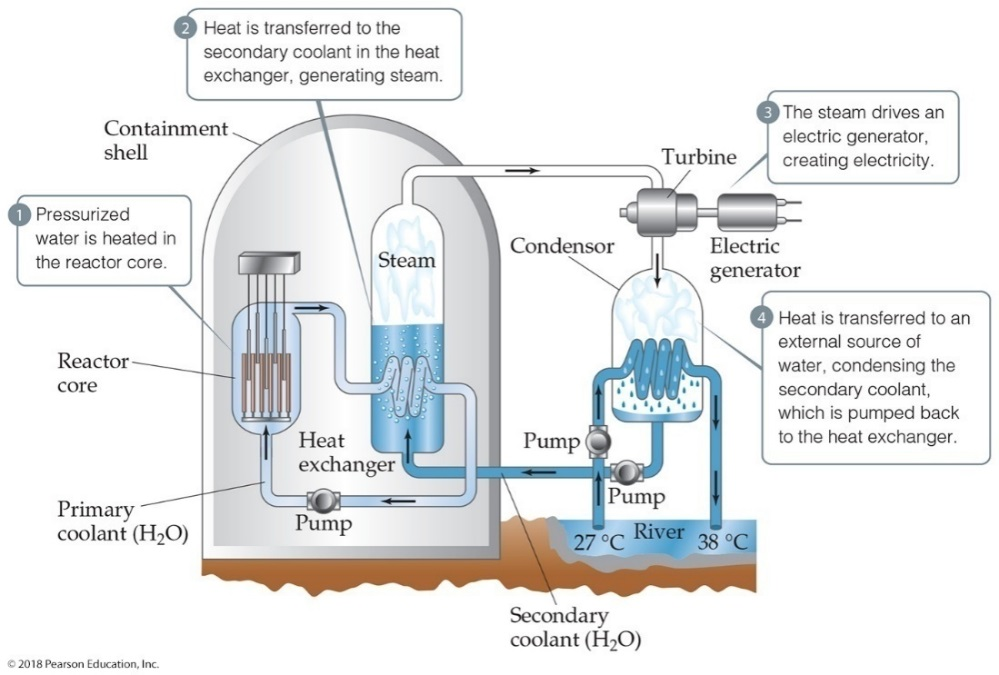 2 Heat is transferred to the
secondary coolant in the heat
exchanger, generating steam.
Containment
shell
3 The steam drives an
electric generator,
creating electricity.
Turbine
1 Pressurized
water is heated in
the reactor core.
Steam
Condensor
Electric
generator
4 Heat is transferred to an
external source of
water, condensing the
secondary coolant,
which is pumped back
to the heat exchanger.
Reactor
core
Heat
exchanger
Pump
Pump
Primary
coolant (H₂O)
Pump
27 °C
River
38 °C
Secondary
coolant (H₂O)
© 2018 Pearson Education, Inc.